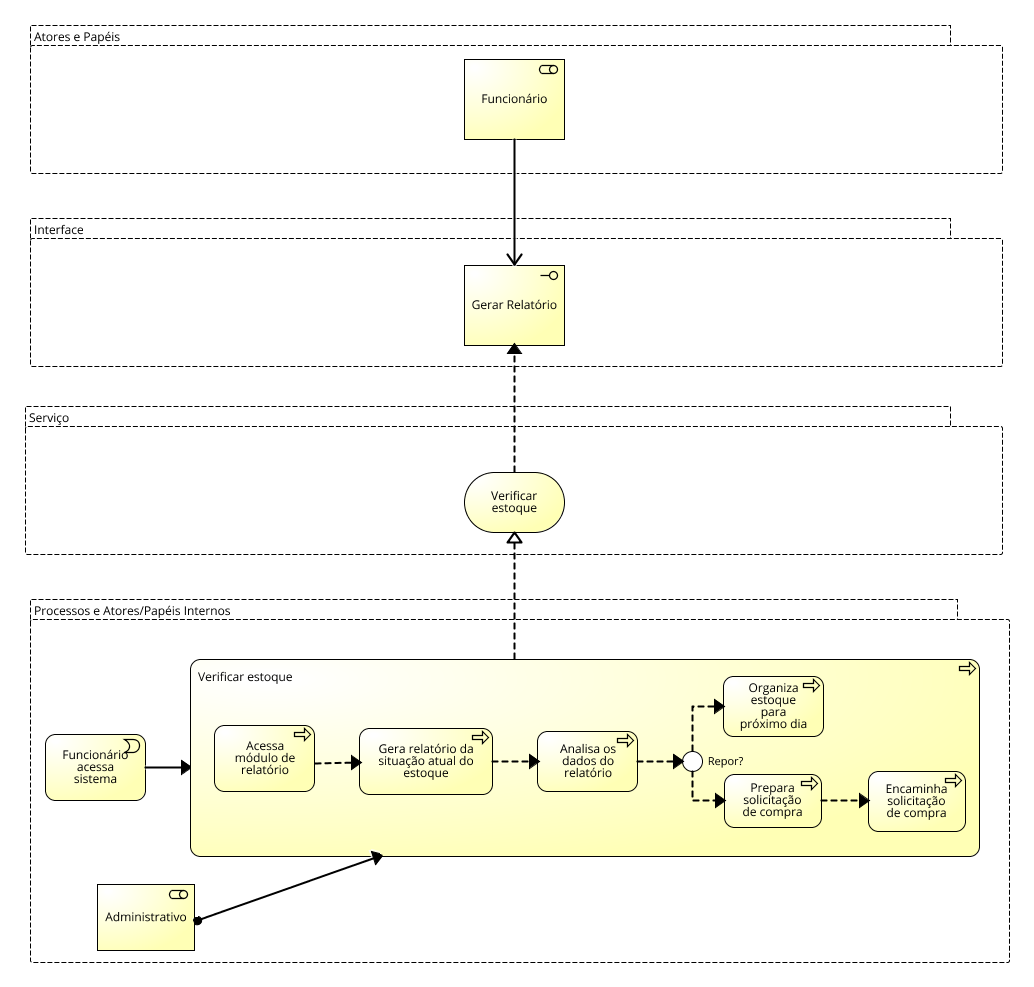 Atores e Papéis
Funcionário
Interface
Gerar Relatório
Serviço
Verificar
estoque
Processos e Atores/Papéis Internos
Verificar estoque
Funcionário
acessa
sistema
Acessa
módulo de
relatório
Gera relatório da
situação atual do
estoque
Analisa os
dados do
relatório
Repor?
Organiza
estoque
para
próximo dia
Prepara
solicitação
de compra
Encaminha
solicitação
de compra
Administrativo